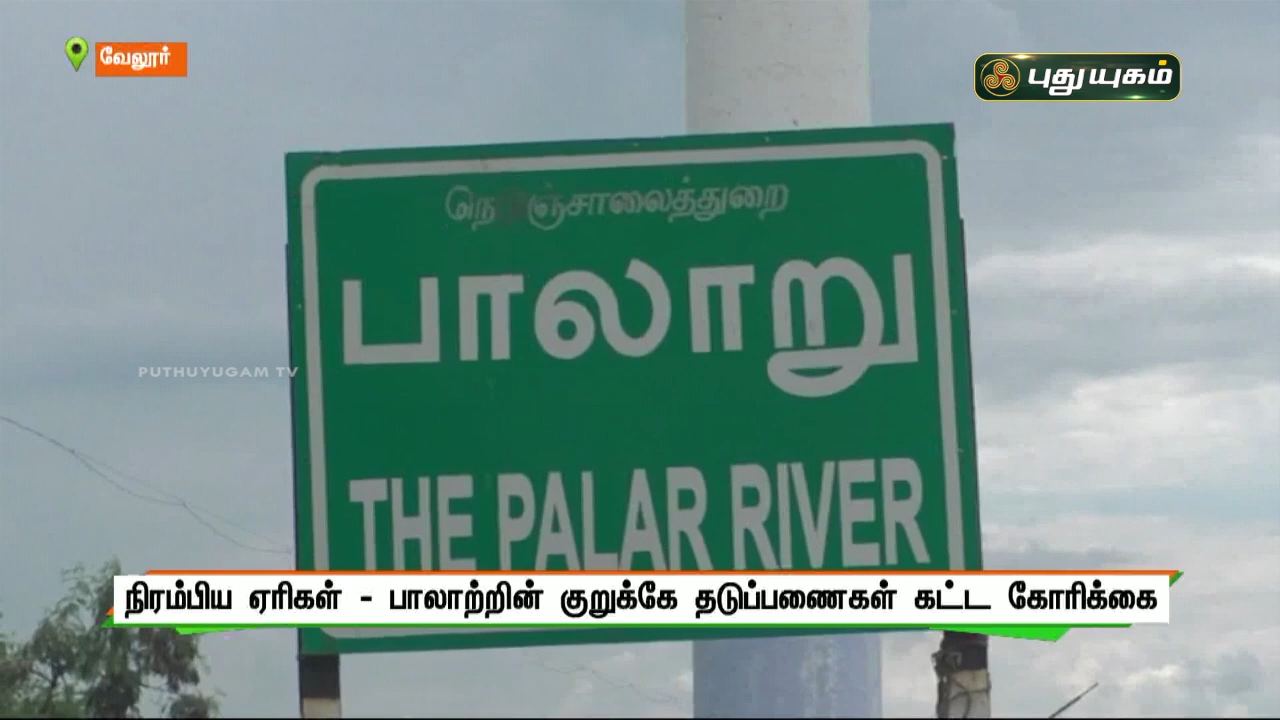 வேலூர்
புதுயுகம்
நெடுஞ்சாலைத்துறை
பாலாறு
PUTHUYUGAM TV
THE PALAR RIVER
நிரம்பிய ஏரிகள் - பாலாற்றின் குறுக்கே தடுப்பணைகள் கட்ட கோரிக்கை